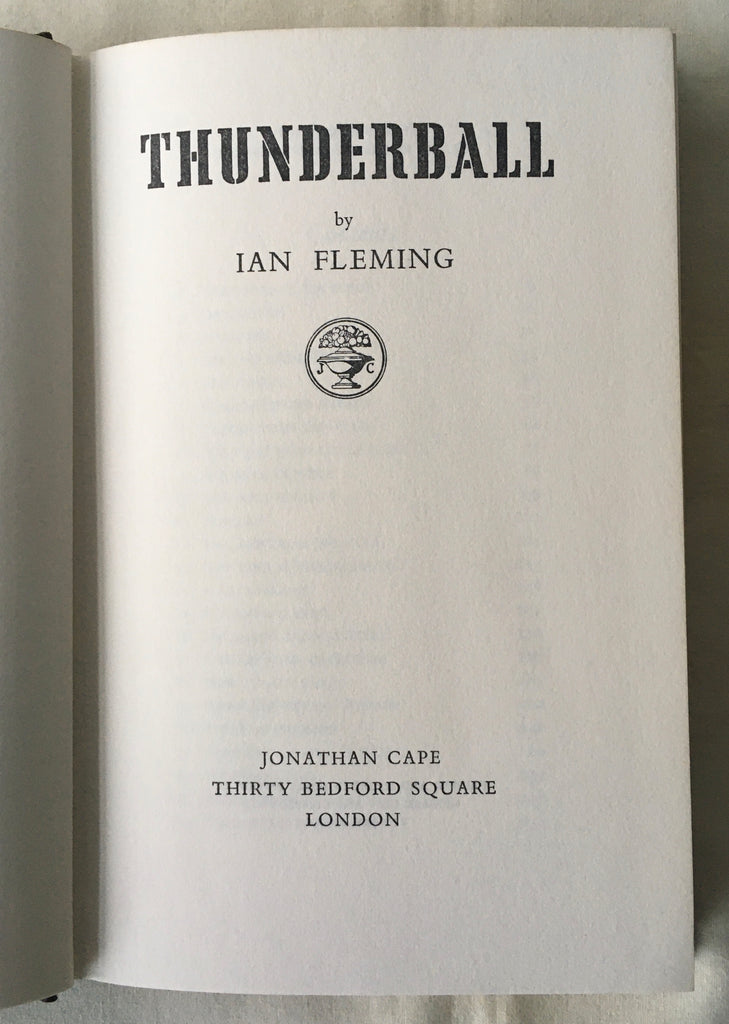 THUNDERBALL
by
IAN FLEMING
J C
JONATHAN CAPE
THIRTY BEDFORD SQUARE
LONDON